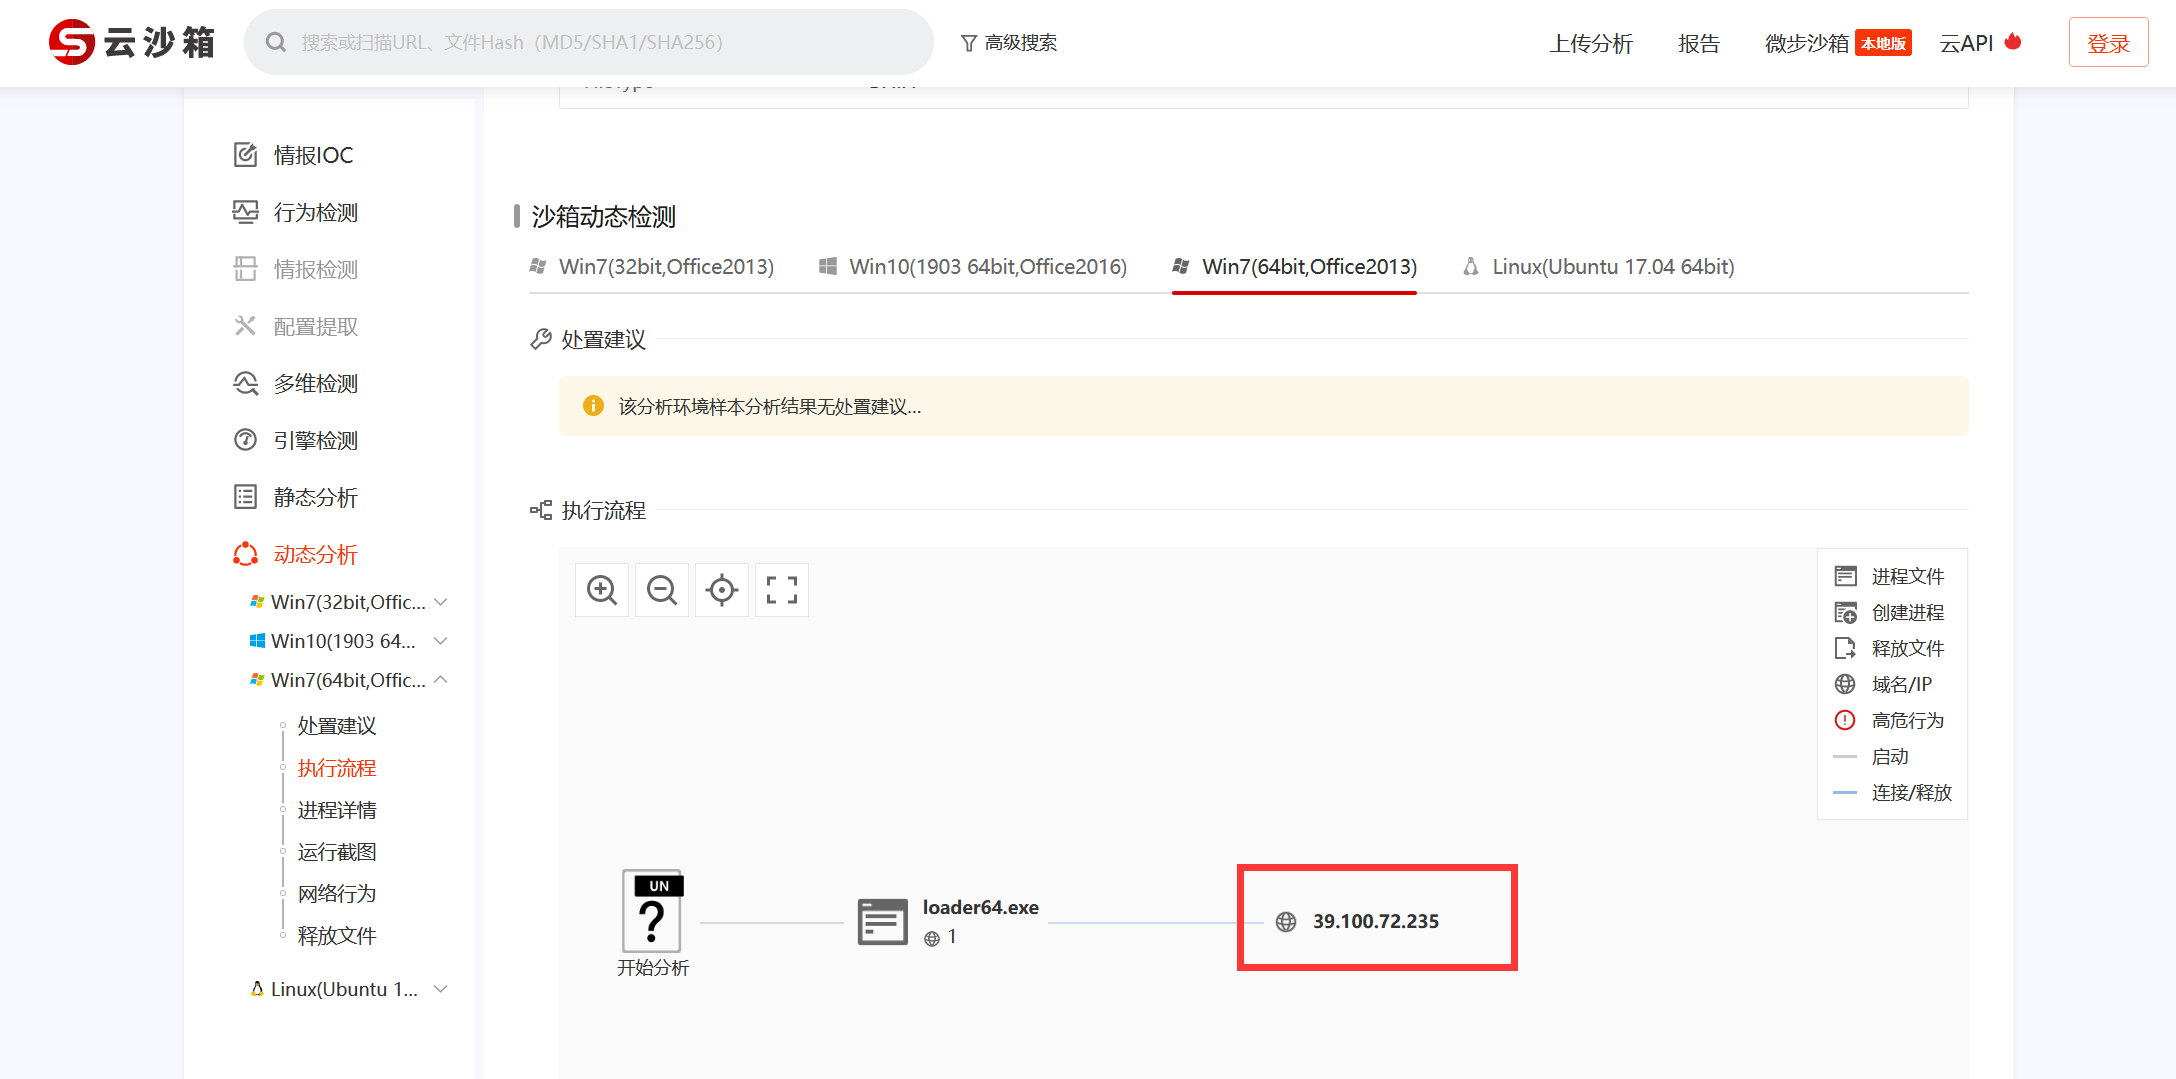 云沙箱
搜索或扫描URL、文件Hash（MD5/SHA1/SHA256）
高级搜索
上传分析
报告
微步沙箱 本地版
云API
登录
情报IOC
行为检测
情报检测
配置提取
多维检测
引擎检测
静态分析
动态分析
Win7(32bit,Offic...
Win10(1903 64...
Win7(64bit,Offic...
处置建议
执行流程
进程详情
运行截图
网络行为
释放文件
Linux(Ubuntu 1...
沙箱动态检测
Win7(32bit,Office2013)
Win10(1903 64bit,Office2016)
Win7(64bit,Office2013)
Linux(Ubuntu 17.04 64bit)
处置建议
该分析环境样本分析结果无处置建议...
执行流程
进程文件
创建进程
释放文件
域名/IP
高危行为
启动
连接/释放
UN
?
开始分析
loader64.exe
1
39.100.72.235